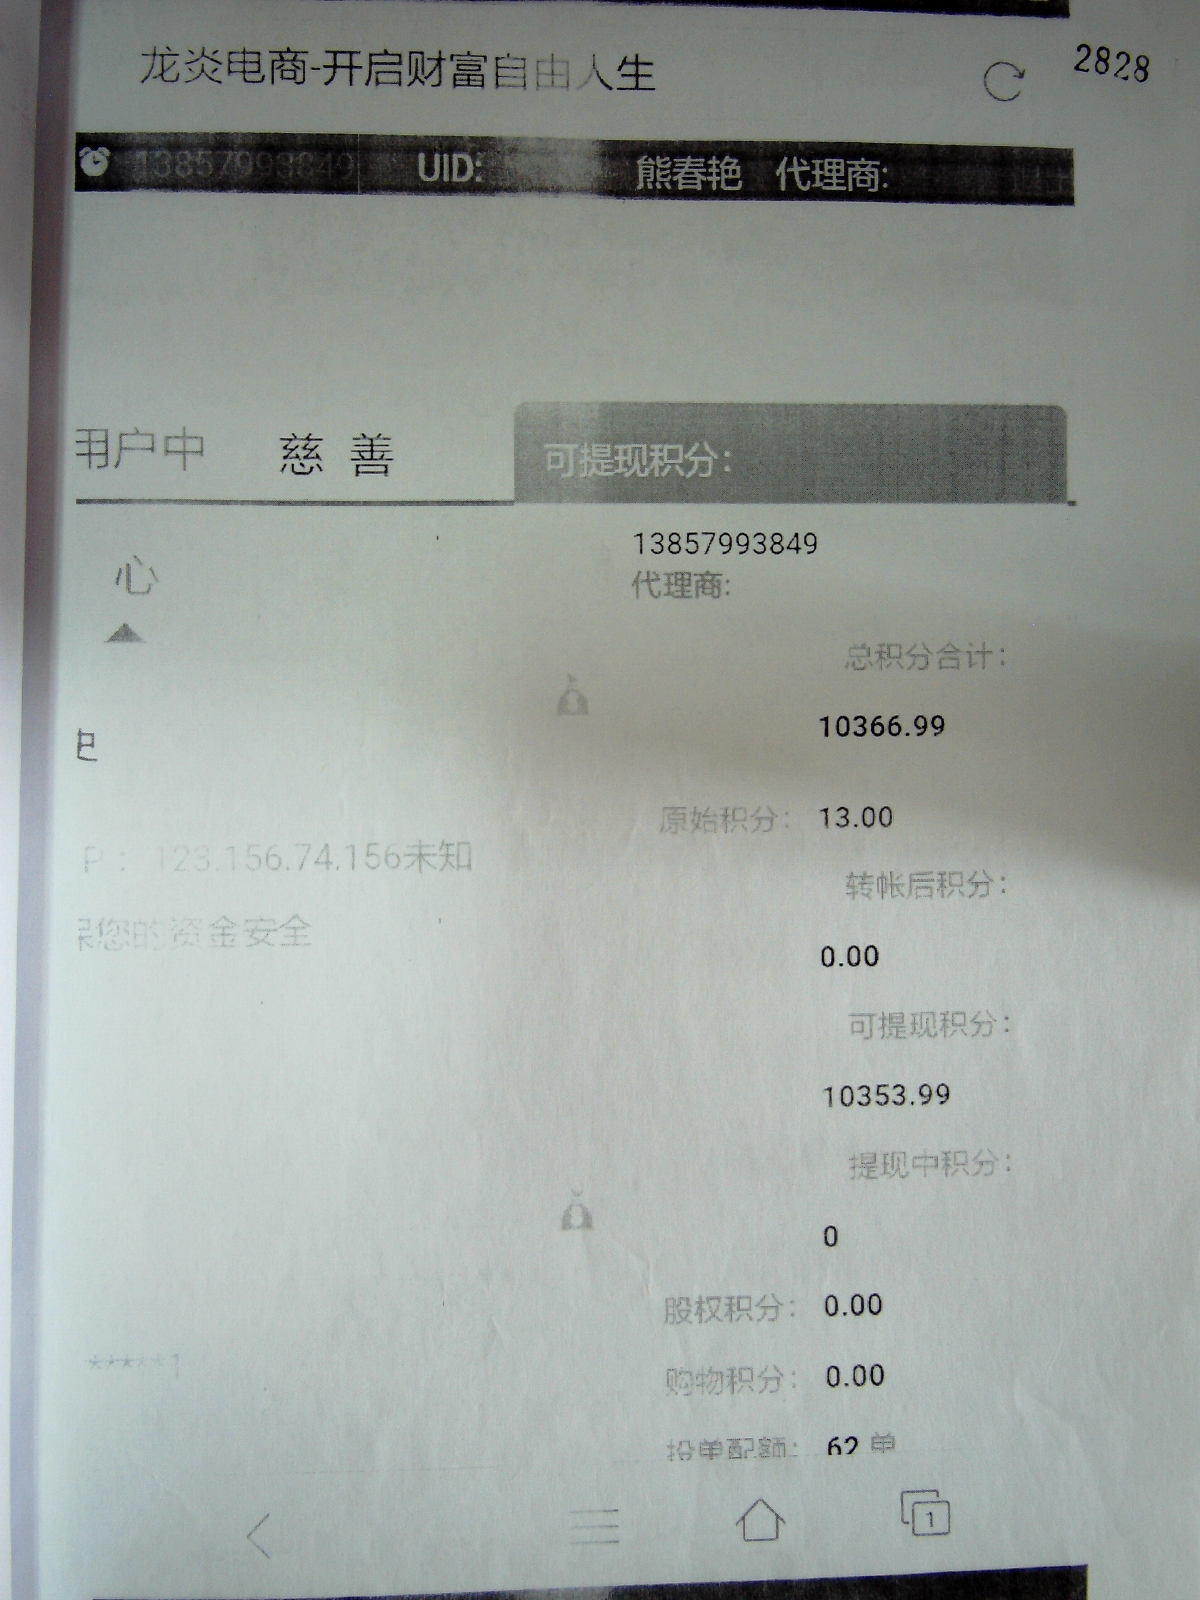 龙炎电商-开启财富自由人生
2828
13857993849 UID: 熊春艳 代理商:
用户中 慈善 可提现积分：
心
13857993849
代理商:
总积分合计：
10366.99
原始积分： 13.00
P： 123.156.74.156未知
转帐后积分：
保您的资金安全
0.00
可提现积分：
10353.99
提现中积分：
0
股权积分： 0.00
*****1
购物积分： 0.00
投单配额： 62 单
1